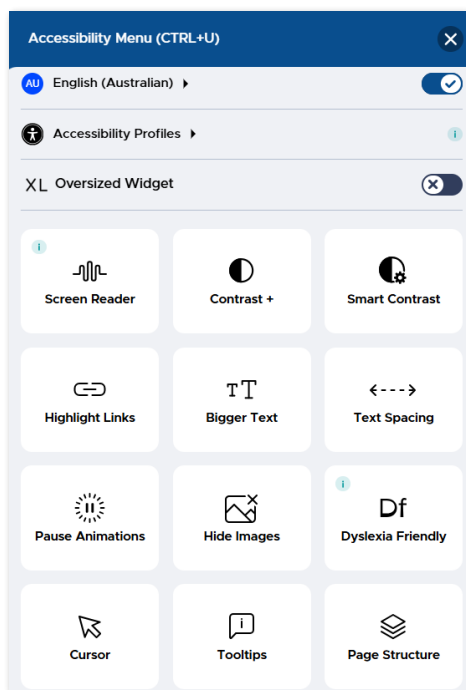 Accessibility Menu (CTRL+U)
AU English (Australian)
Accessibility Profiles i
XL Oversized Widget
i
Screen Reader Contrast + Smart Contrast
TT
Highlight Links Bigger Text Text Spacing
i
Df
Pause Animations Hide Images Dyslexia Friendly
i
Cursor Tooltips Page Structure